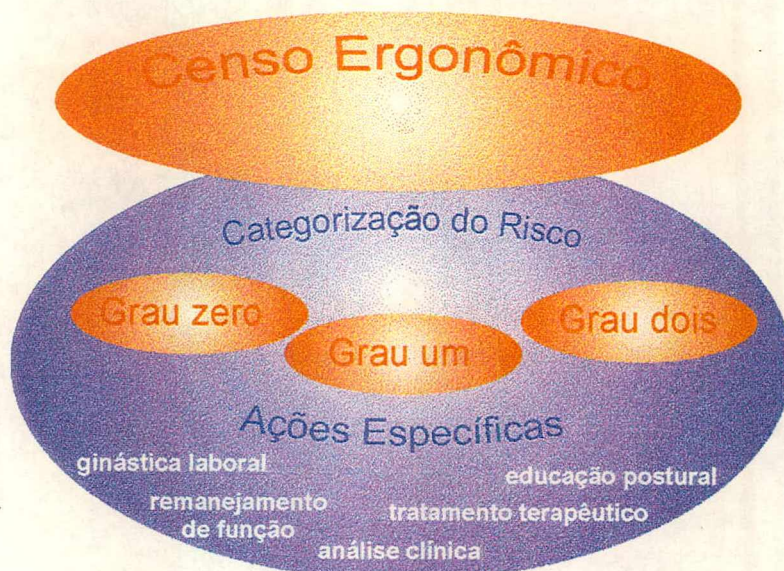 Censo Ergonômico
Categorização do Risco
Grau zero
Grau um
Grau dois
Ações Específicas
ginástica laboral
educação postural
remanejamento
de função
tratamento terapêutico
análise clínica